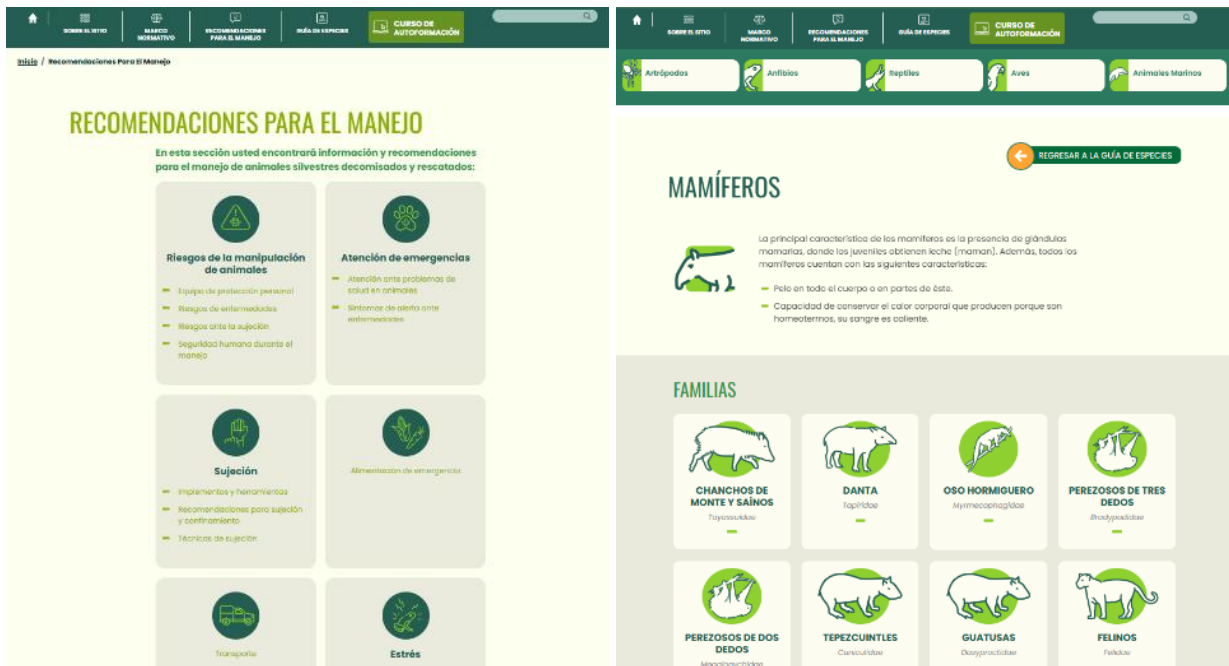 SOBRE EL SITIO
MARCO
NORMATIVO
RECOMENDACIONES
PARA EL MANEJO
GUÍA DE ESPECIES
CURSO DE
AUTOFORMACIÓN
Inicio / Recomendaciones Para El Manejo
RECOMENDACIONES PARA EL MANEJO
En esta sección usted encontrará información y recomendaciones
para el manejo de animales silvestres decomisados y rescatados:
Riesgos de la manipulación
de animales
Equipo de protección personal
Riesgos de enfermedades
Riesgos ante la sujeción
Seguridad humana durante el
manejo
Atención de emergencias
Atención ante problemas de
salud en animales
Síntomas de alerta ante
enfermedades
Sujeción
Implementos y herramientas
Recomendaciones para sujeción
y confinamiento
Técnicas de sujeción
Alimentación de emergencia
Transporte
Estrés
SOBRE EL SITIO
MARCO
NORMATIVO
RECOMENDACIONES
PARA EL MANEJO
GUÍA DE ESPECIES
CURSO DE
AUTOFORMACIÓN
Artrópodos
Anfibios
Reptiles
Aves
Animales Marinos
REGRESAR A LA GUÍA DE ESPECIES
MAMÍFEROS
La principal característica de los mamíferos es la presencia de glándulas
mamarias, donde los juveniles obtienen leche (maman). Además, todos los
mamíferos cuentan con las siguientes características:
Pelo en todo el cuerpo o en partes de éste.
Capacidad de conservar el calor corporal que producen porque son
homeotermos, su sangre es caliente.
FAMILIAS
CHANCHOS DE
MONTE Y SAÍNOS
Tayassuidae
DANTA
Tapiridae
OSO HORMIGUERO
Myrmecophagidae
PEREZOSOS DE TRES
DEDOS
Bradypodidae
PEREZOSOS DE DOS
DEDOS
Megalonychidae
TEPEZCUINTLES
Cuniculidae
GUATUSAS
Dasyproctidae
FELINOS
Felidae